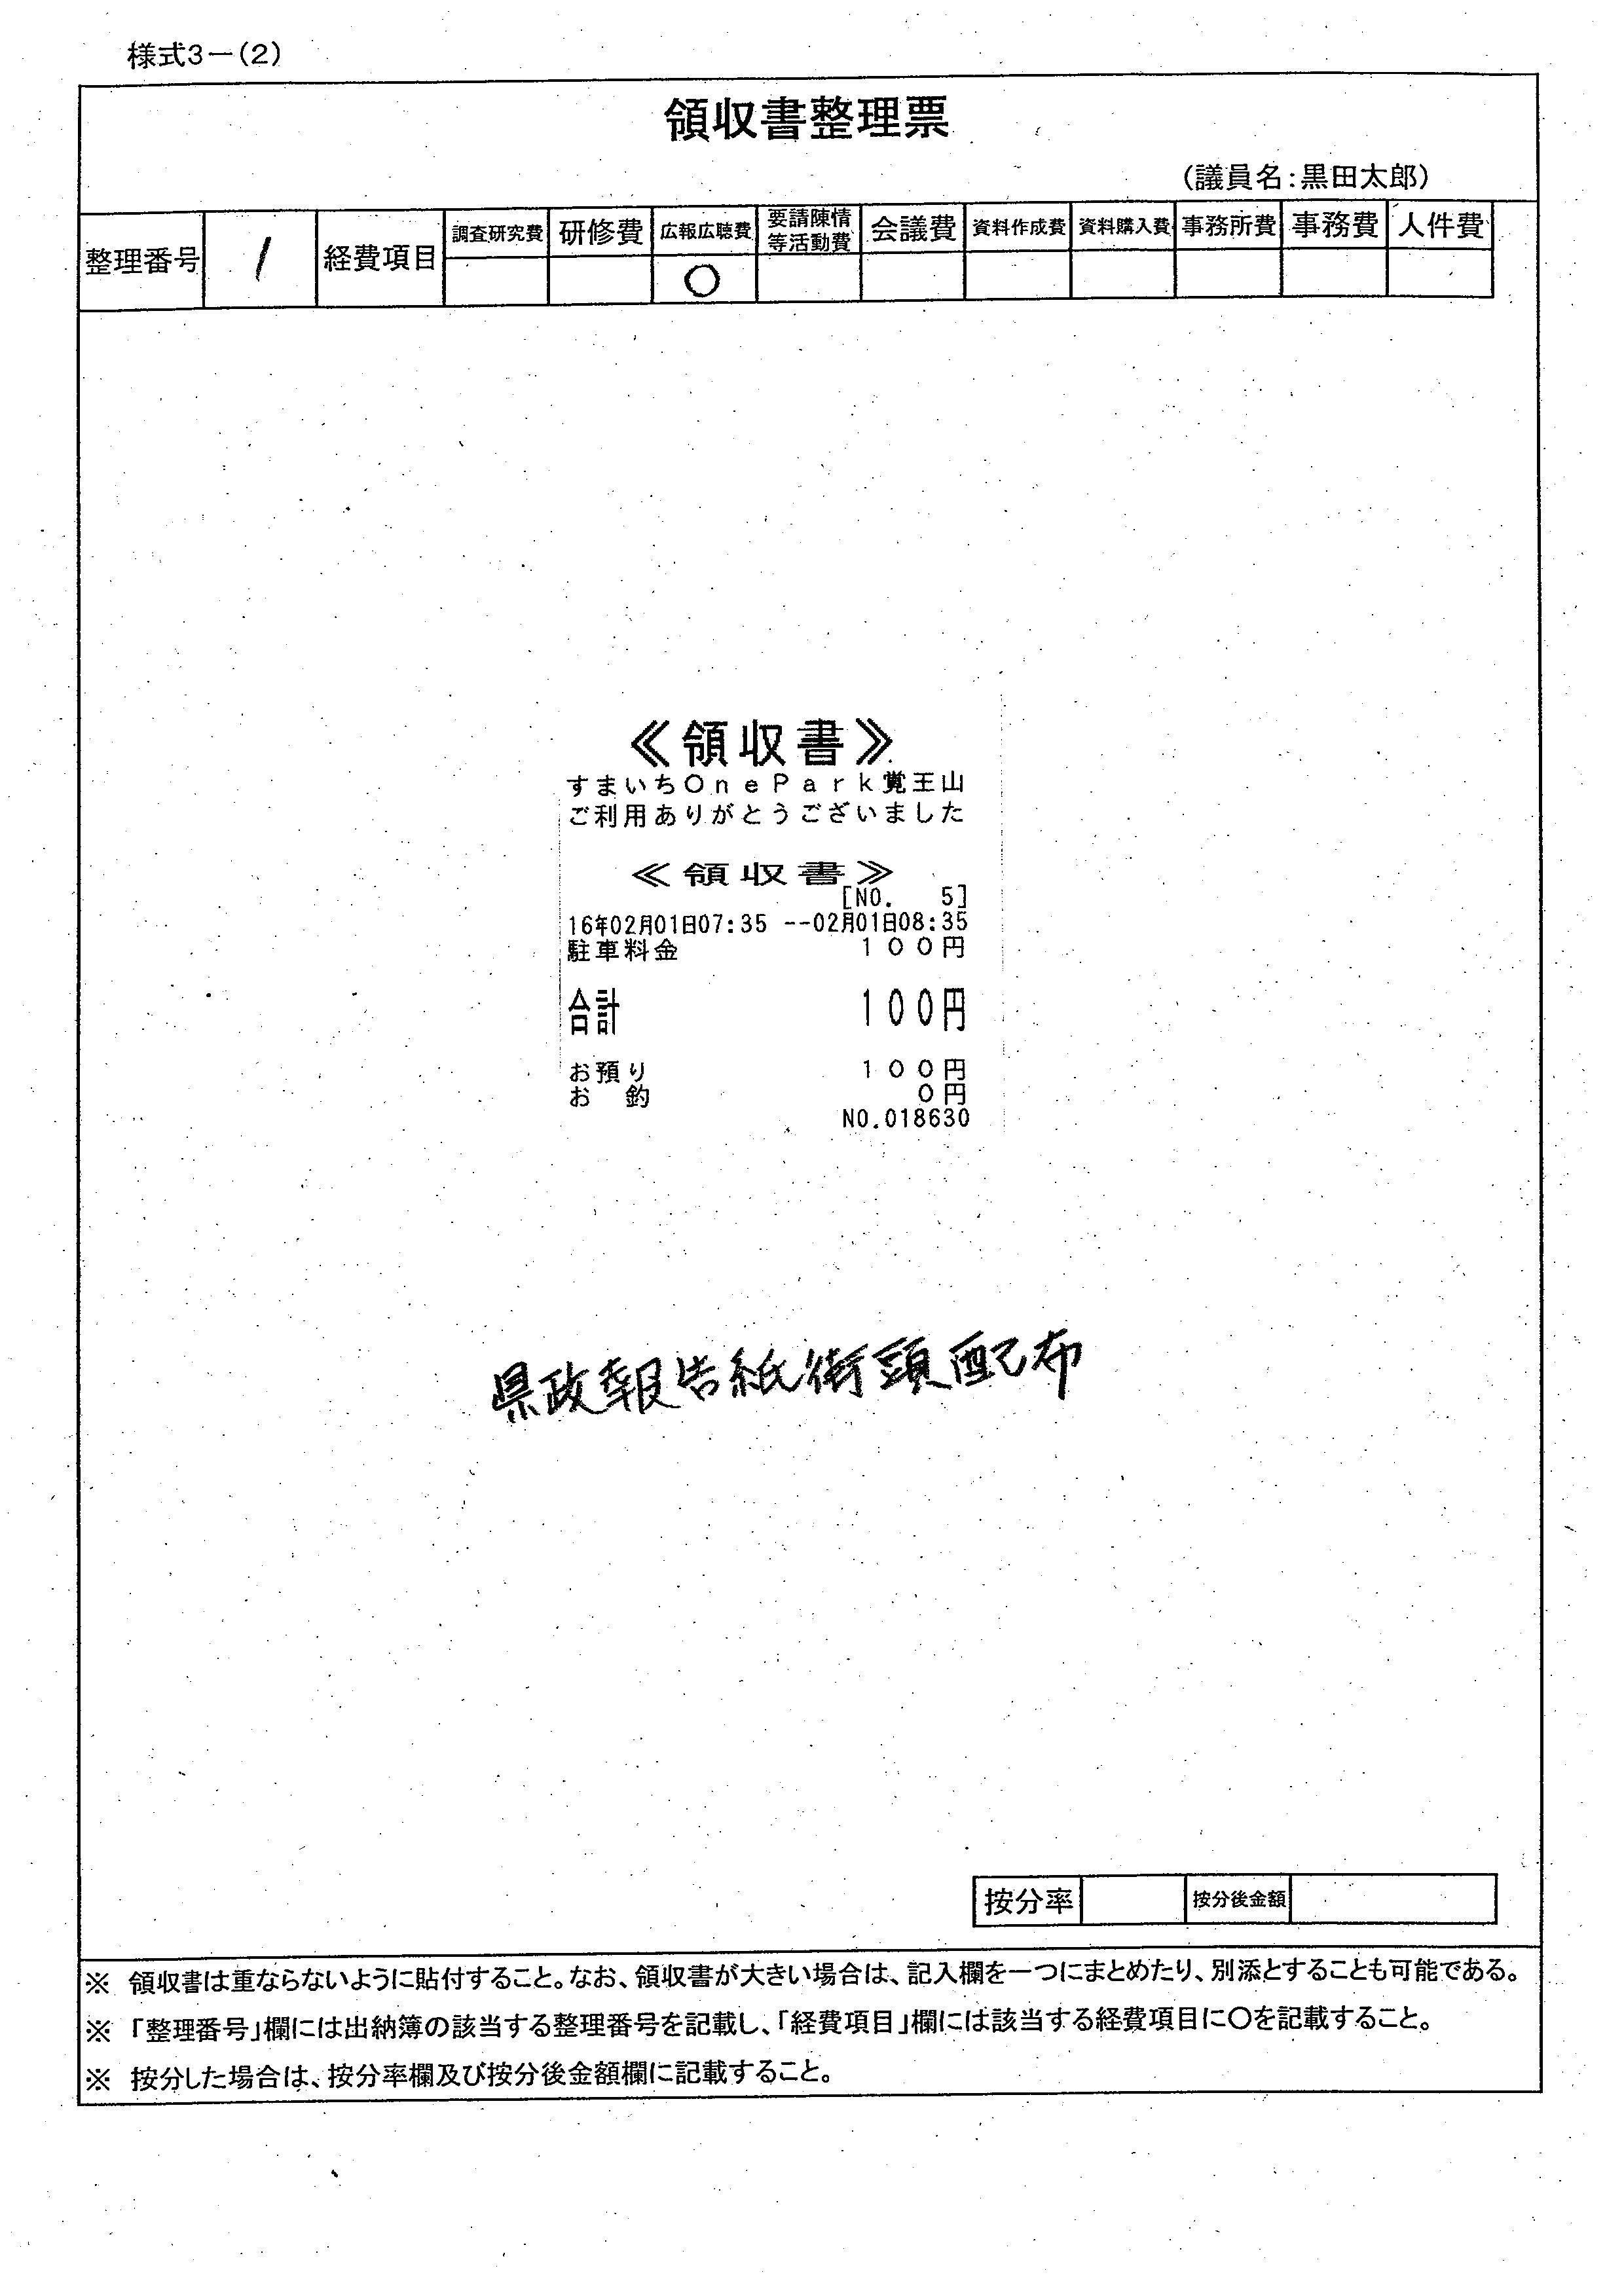 様式3－(2)
領収書整理票
(議員名:黒田太郎)
整理番号 1 経費項目 調査研究費 研修費 広報広聴費 要請陳情等活動費 会議費 資料作成費 資料購入費 事務所費 事務費 人件費
○
≪領収書≫
すまいちOnePark覚王山
ご利用ありがとうございました
≪領収書≫
[NO. 5]
16年02月01日07:35 --02月01日08:35
駐車料金 100円
合計 100円
お預り 100円
お 釣 0円
NO.018630
県政報告紙街頭配布
按分率 按分後金額
※ 領収書は重ならないように貼付すること。なお、領収書が大きい場合は、記入欄を一つにまとめたり、別添とすることも可能である。
※ 「整理番号」欄には出納簿の該当する整理番号を記載し、「経費項目」欄には該当する経費項目に○を記載すること。
※ 按分した場合は、按分率欄及び按分後金額欄に記載すること。